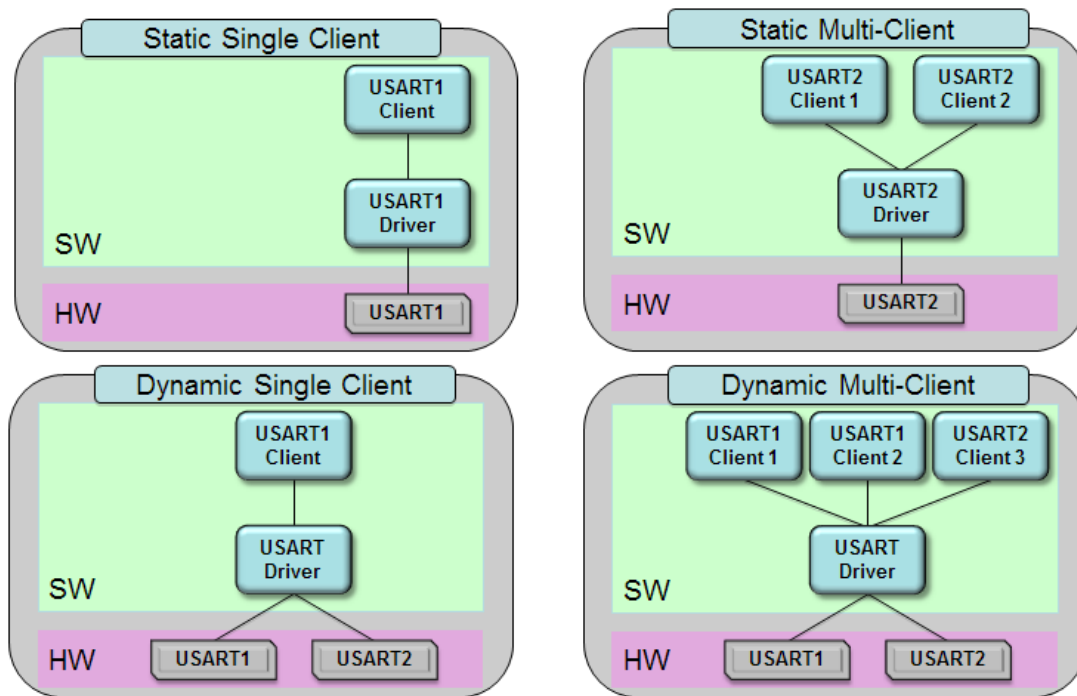 Static Single Client
USART1
Client
USART1
Driver
SW
HW
USART1
Static Multi-Client
USART2
Client 1
USART2
Client 2
USART2
Driver
SW
HW
USART2
Dynamic Single Client
USART1
Client
USART
Driver
SW
HW
USART1
USART2
Dynamic Multi-Client
USART1
Client 1
USART1
Client 2
USART2
Client 3
USART
Driver
SW
HW
USART1
USART2